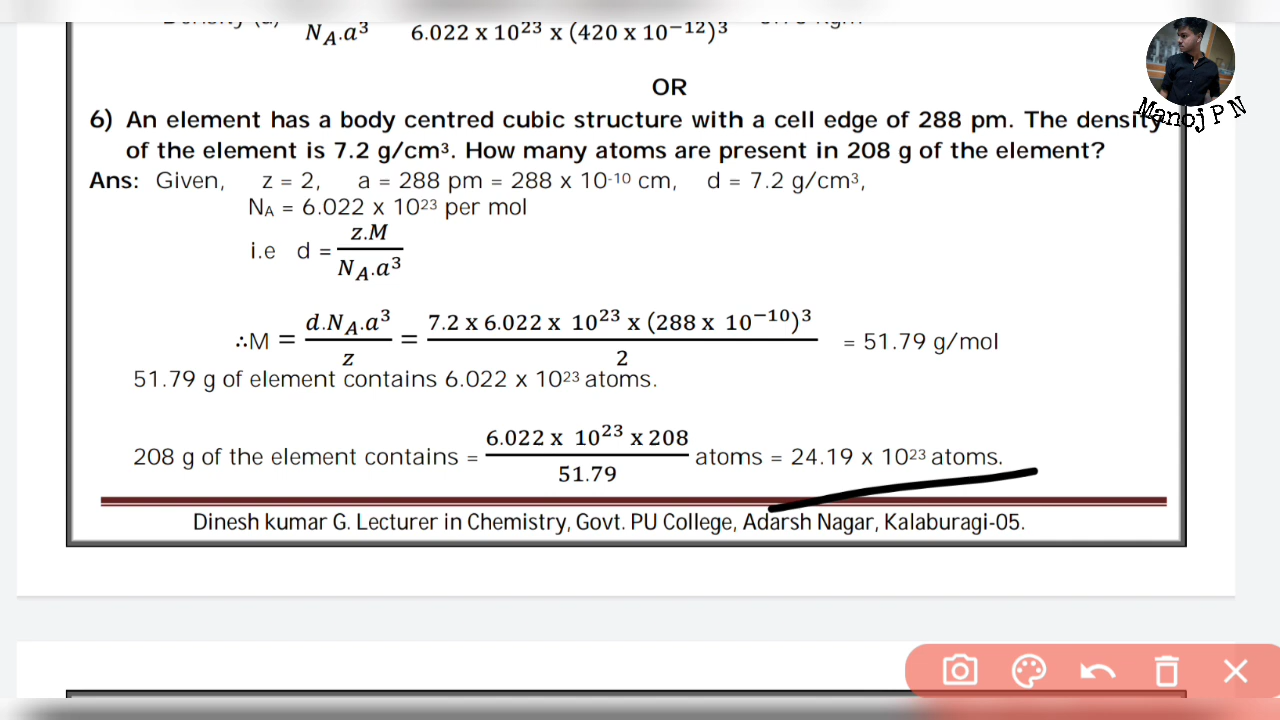 N_A.a³ 6.022 x 10²³ x (420 x 10⁻¹²)³
OR
Manoj P N
6) An element has a body centred cubic structure with a cell edge of 288 pm. The density
of the element is 7.2 g/cm³. How many atoms are present in 208 g of the element?
Ans: Given, z = 2, a = 288 pm = 288 x 10⁻¹⁰ cm, d = 7.2 g/cm³,
N_A = 6.022 x 10²³ per mol
z.M
i.e d =
N_A.a³
d.N_A.a³ 7.2 x 6.022 x 10²³ x (288 x 10⁻¹⁰)³
∴M = = = 51.79 g/mol
z 2
51.79 g of element contains 6.022 x 10²³ atoms.
6.022 x 10²³ x 208
208 g of the element contains = atoms = 24.19 x 10²³ atoms.
51.79
Dinesh kumar G. Lecturer in Chemistry, Govt. PU College, Adarsh Nagar, Kalaburagi-05.